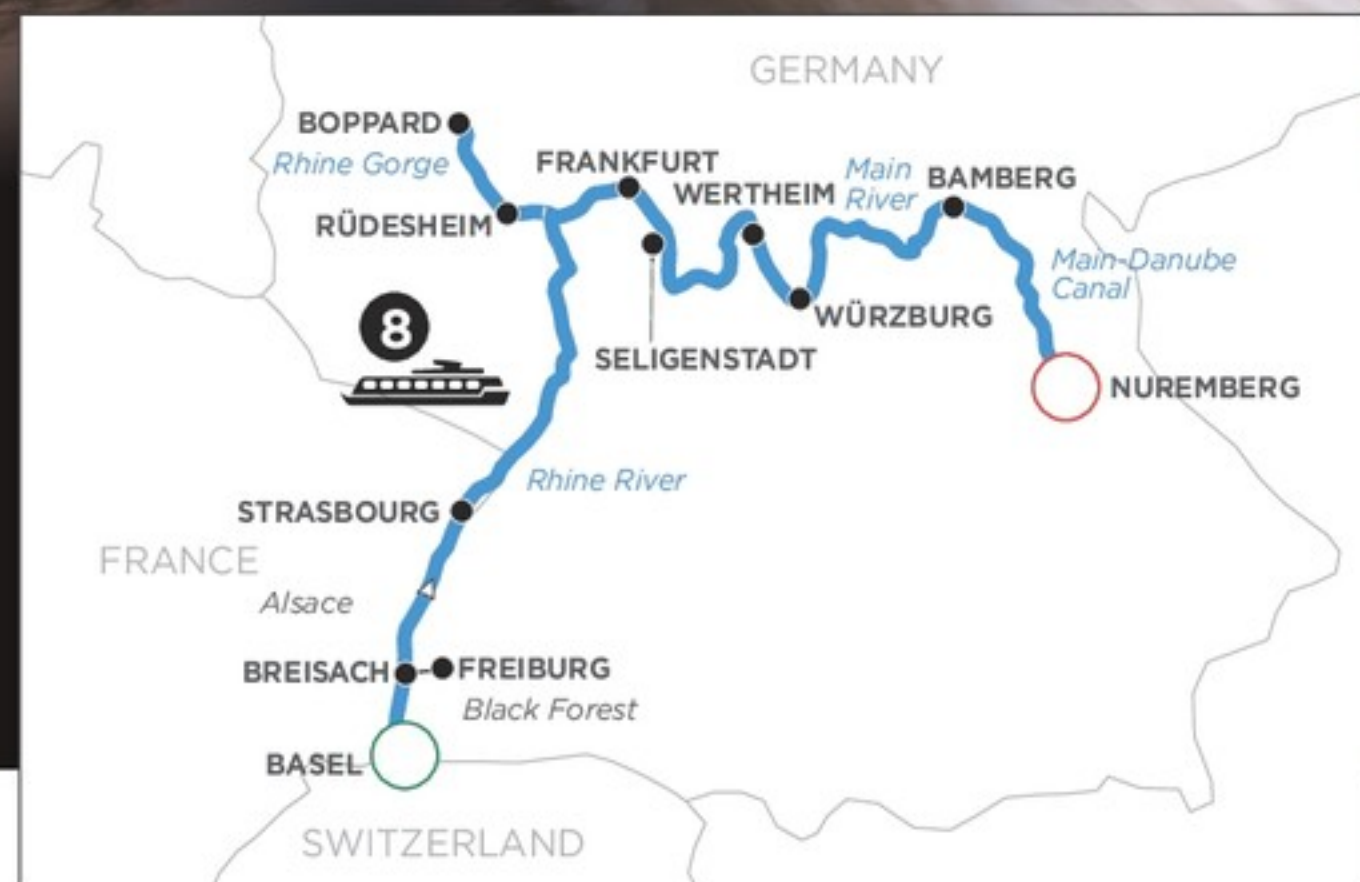 GERMANY
BOPPARD
Rhine Gorge
FRANKFURT
Main
River
BAMBERG
WERTHEIM
RÜDESHEIM
Main-Danube
Canal
8
WÜRZBURG
SELIGENSTADT
NUREMBERG
Rhine River
STRASBOURG
FRANCE
Alsace
BREISACH
FREIBURG
Black Forest
BASEL
SWITZERLAND